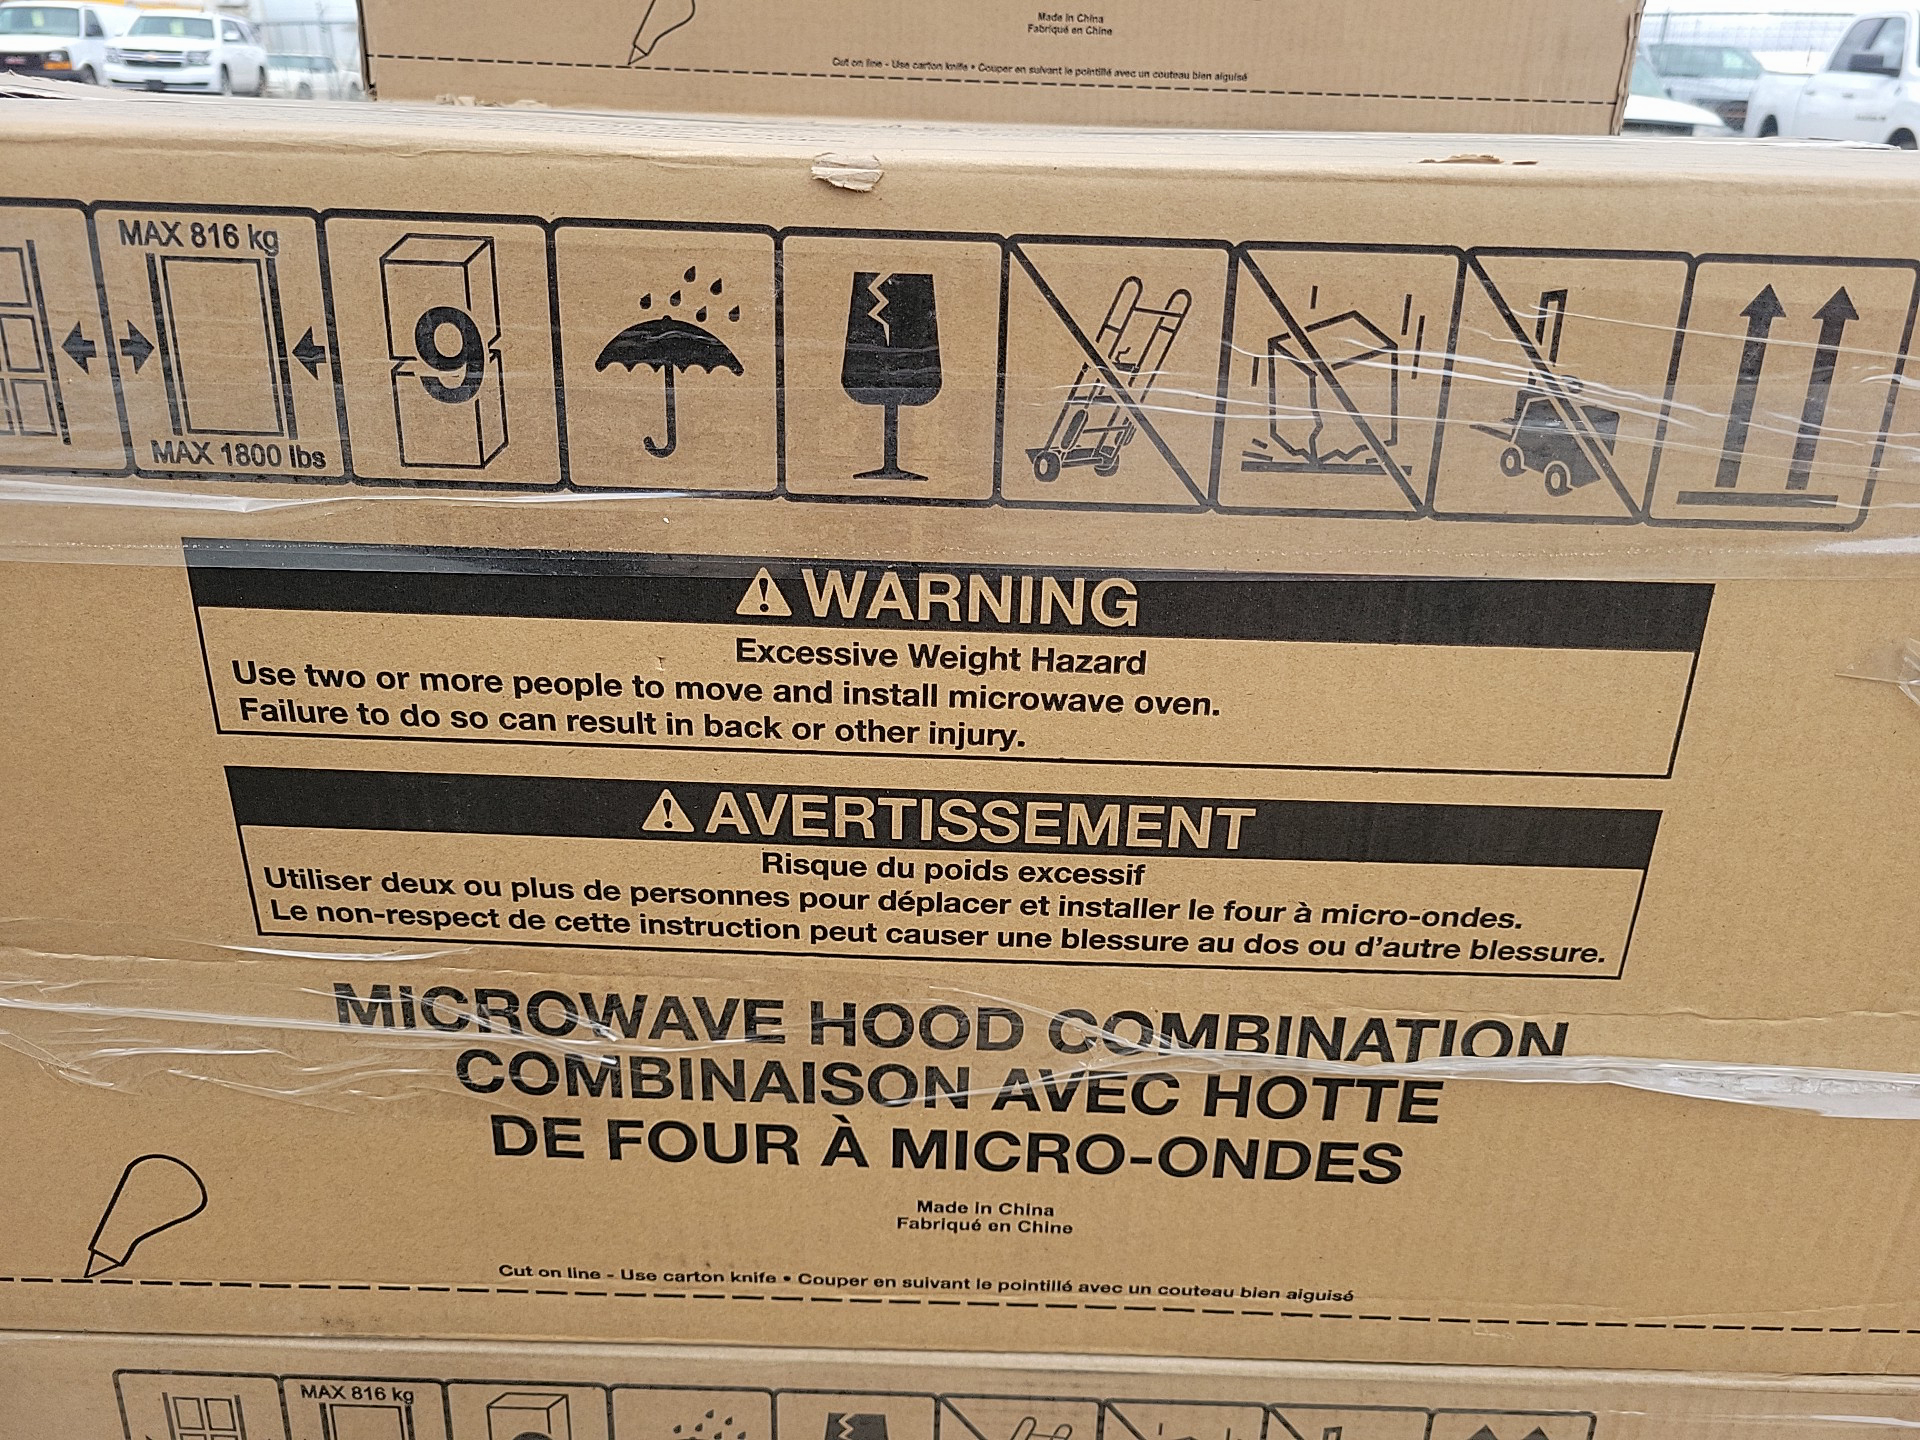 Made in China
Fabriqué en Chine
Cut on line - Use carton knife • Couper en suivant le pointillé avec un couteau bien aiguisé
MAX 816 kg
MAX 1800 lbs
9
WARNING
Excessive Weight Hazard
Use two or more people to move and install microwave oven.
Failure to do so can result in back or other injury.
AVERTISSEMENT
Risque du poids excessif
Utiliser deux ou plus de personnes pour déplacer et installer le four à micro-ondes.
Le non-respect de cette instruction peut causer une blessure au dos ou d'autre blessure.
MICROWAVE HOOD COMBINATION
COMBINAISON AVEC HOTTE
DE FOUR À MICRO-ONDES
Made in China
Fabriqué en Chine
Cut on line - Use carton knife • Couper en suivant le pointillé avec un couteau bien aiguisé
MAX 816 kg